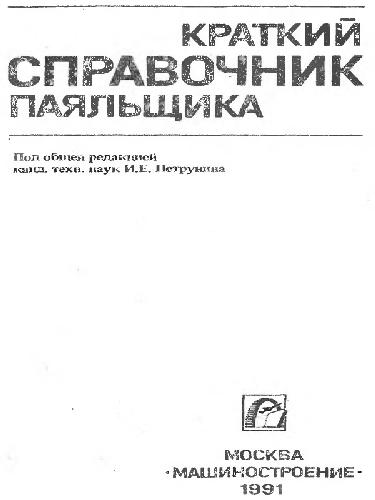 КРАТКИЙ
СПРАВОЧНИК
ПАЯЛЬЩИКА
Под общей редакцией
канд. техн. наук И.Е. Петрунина
МОСКВА
«МАШИНОСТРОЕНИЕ»
1991